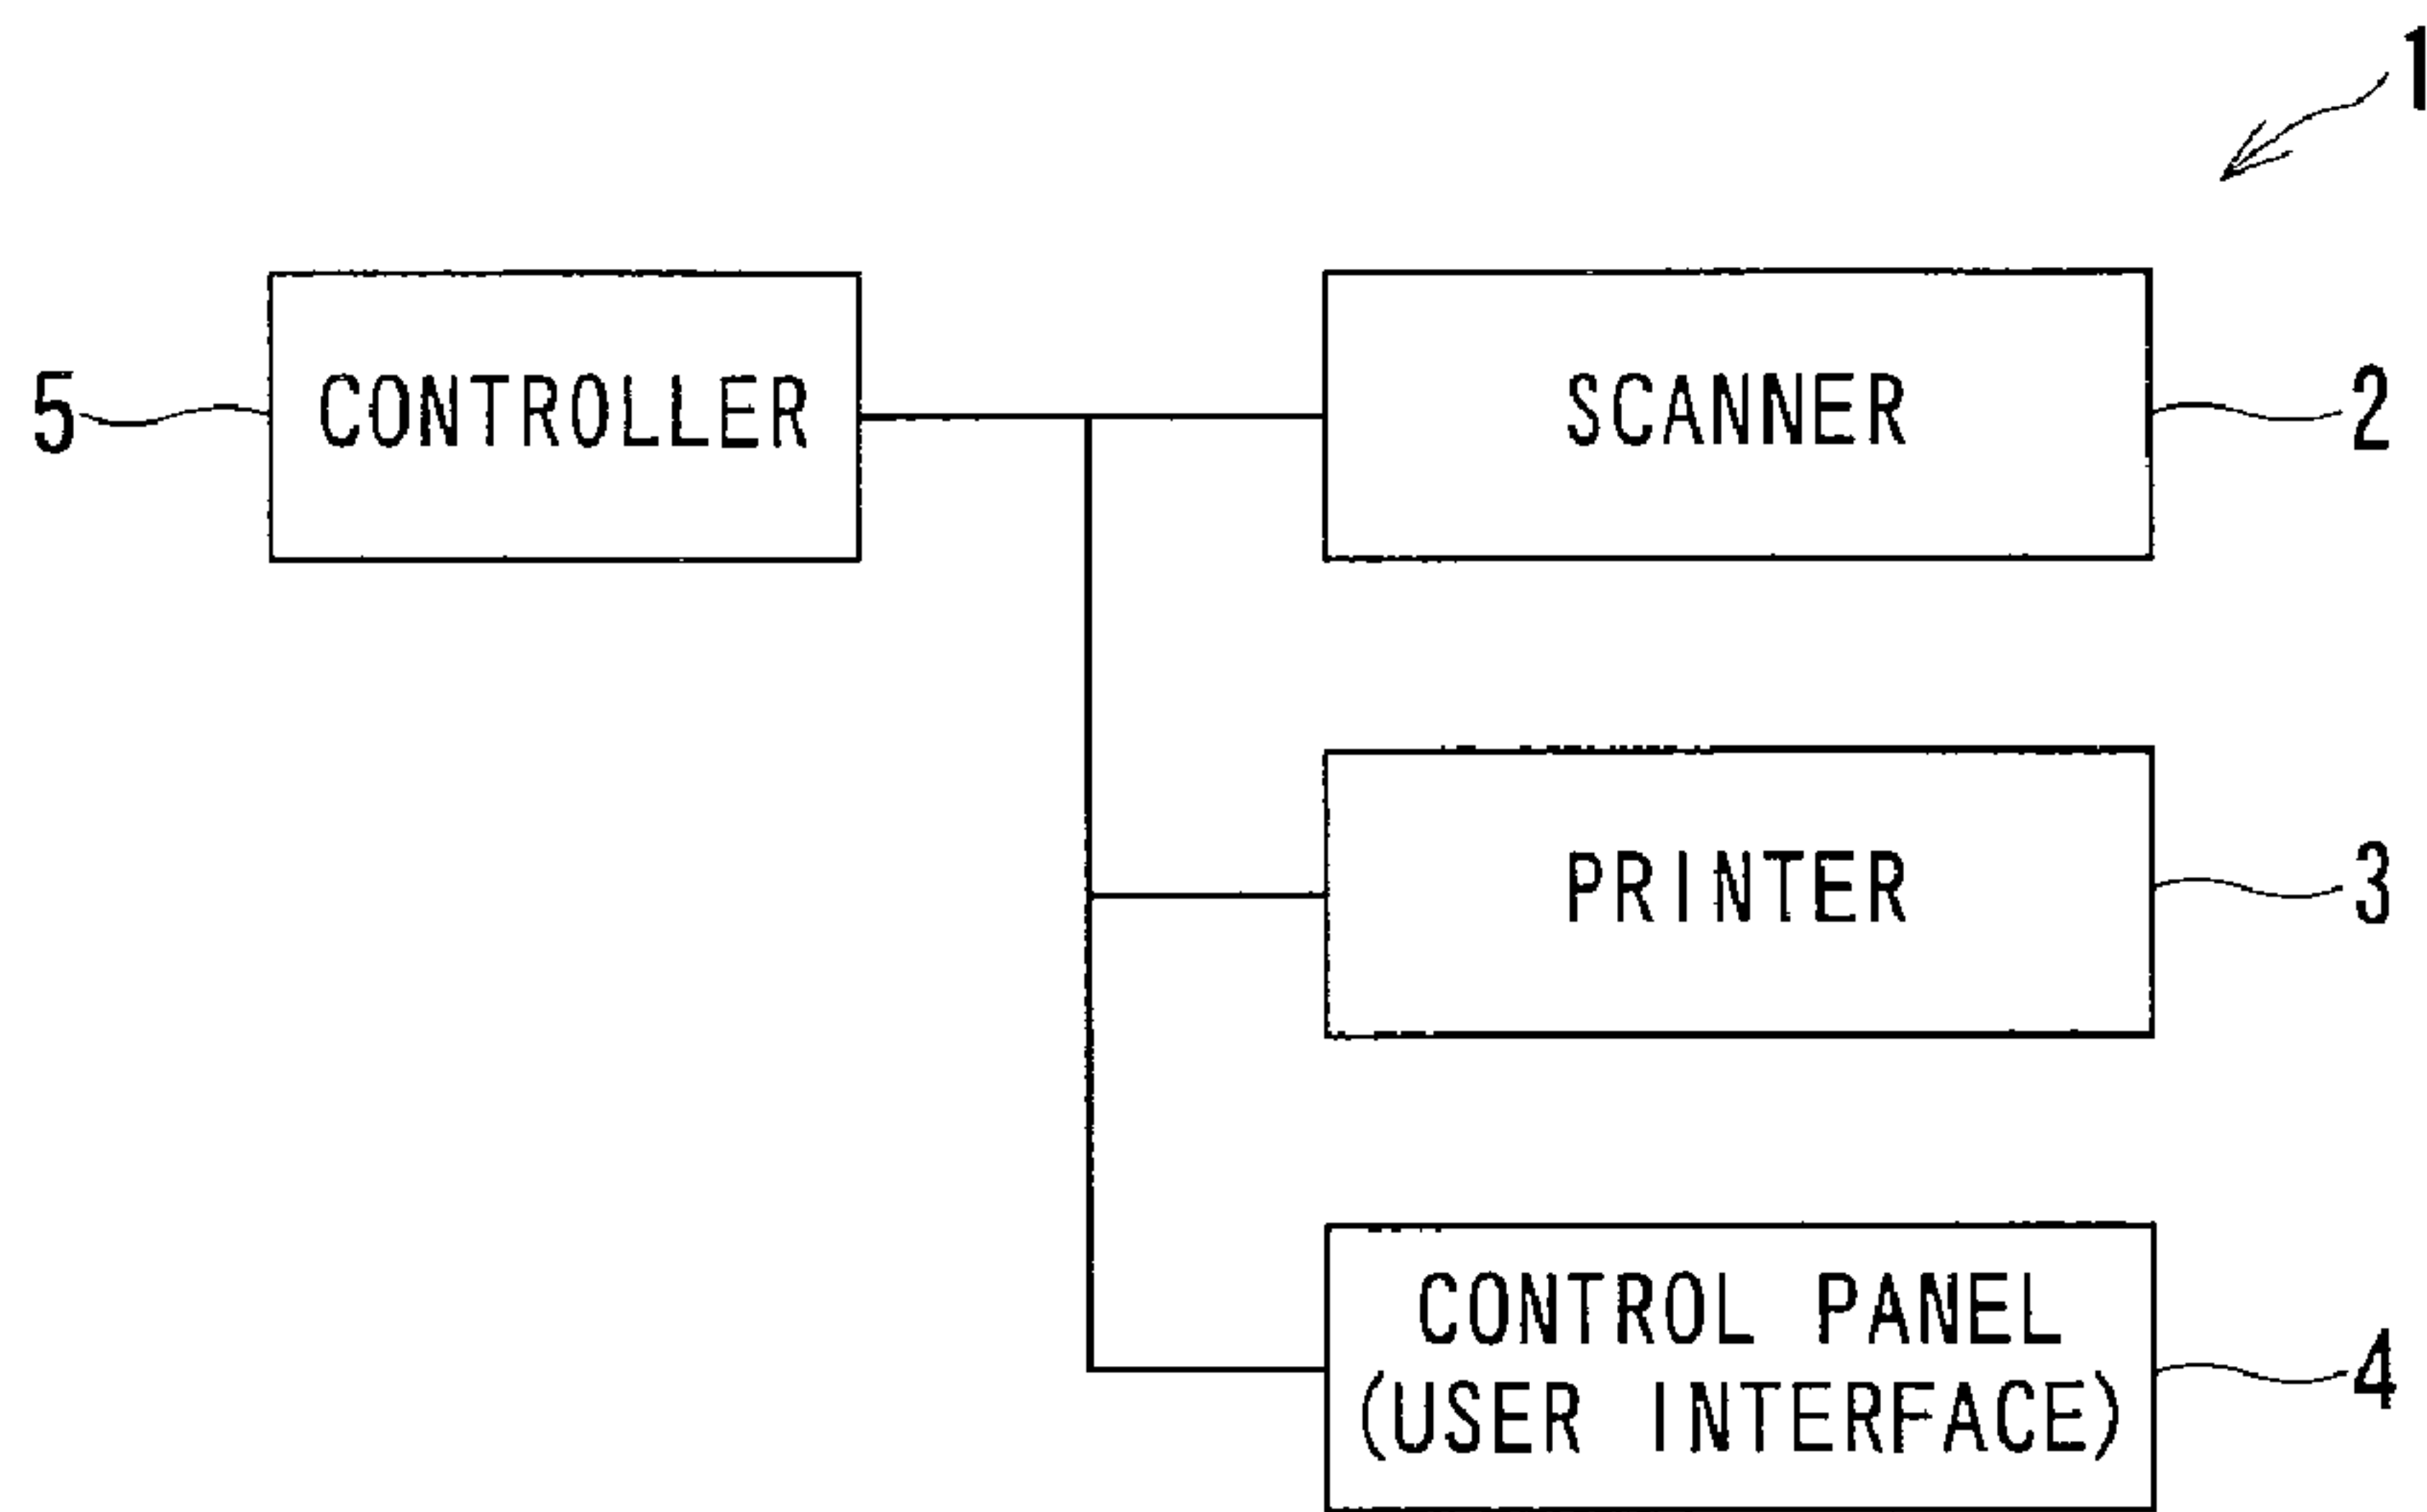 1
5 CONTROLLER SCANNER 2
PRINTER 3
CONTROL PANEL
(USER INTERFACE) 4